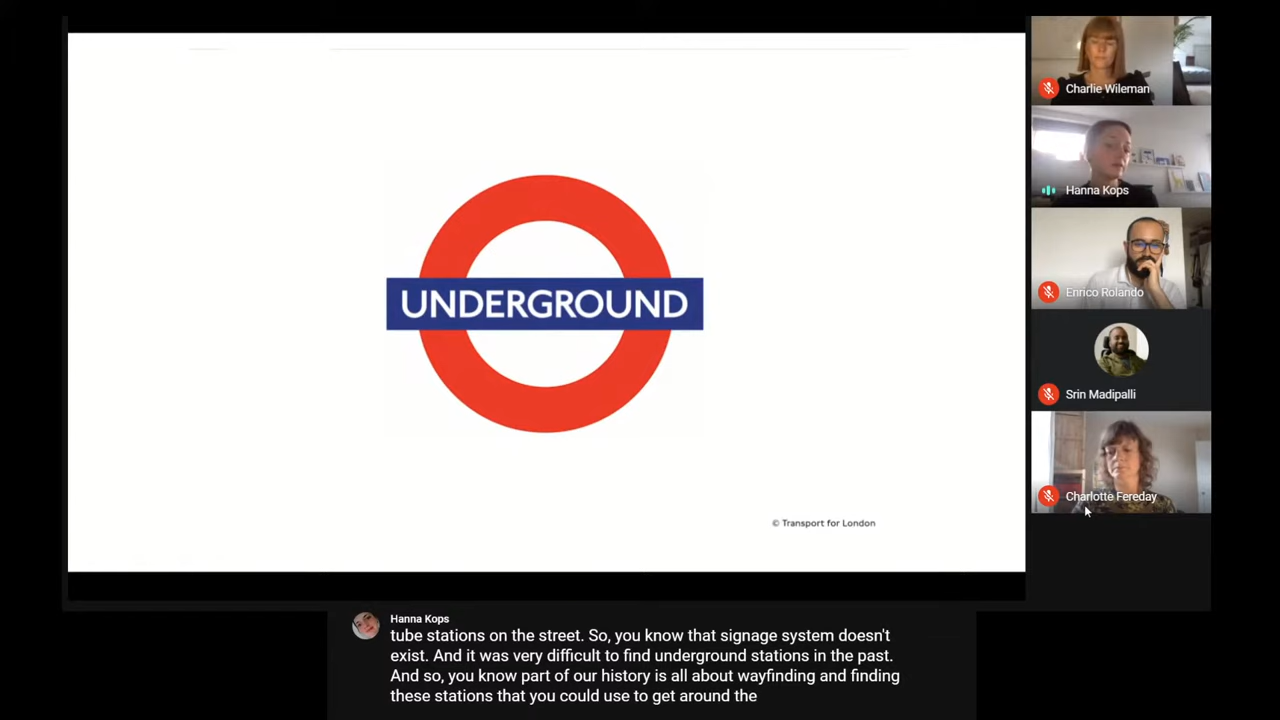 UNDERGROUND
© Transport for London
Charlie Wileman
Hanna Kops
Enrico Rolando
Srin Madipalli
Charlotte Fereday
Hanna Kops
tube stations on the street. So, you know that signage system doesn't
exist. And it was very difficult to find underground stations in the past.
And so, you know part of our history is all about wayfinding and finding
these stations that you could use to get around the